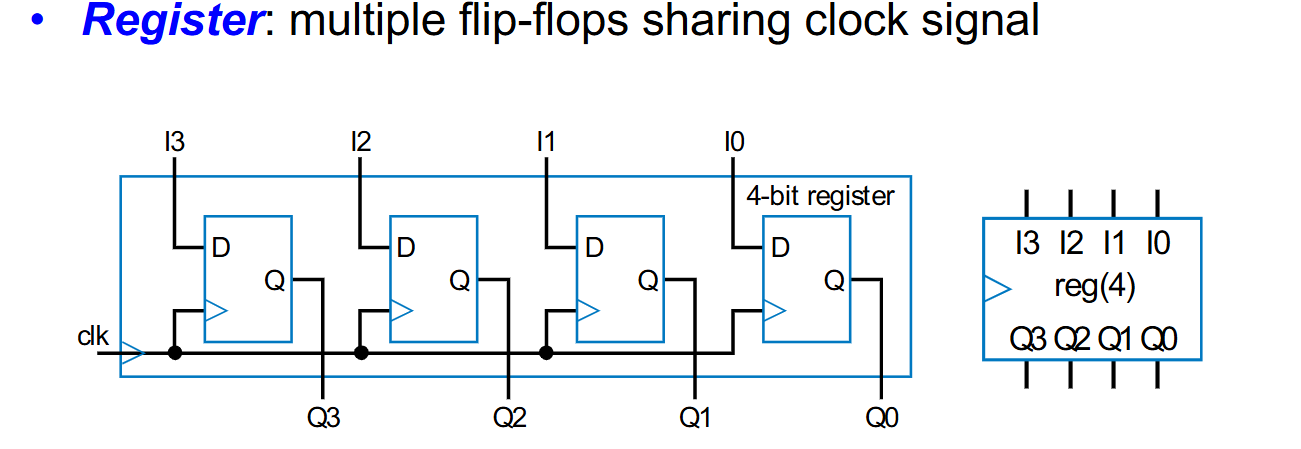 • Register: multiple flip-flops sharing clock signal
I3 I2 I1 I0
4-bit register
D D D D
Q Q Q Q
clk
Q3 Q2 Q1 Q0
I3 I2 I1 I0
reg(4)
Q3 Q2 Q1 Q0